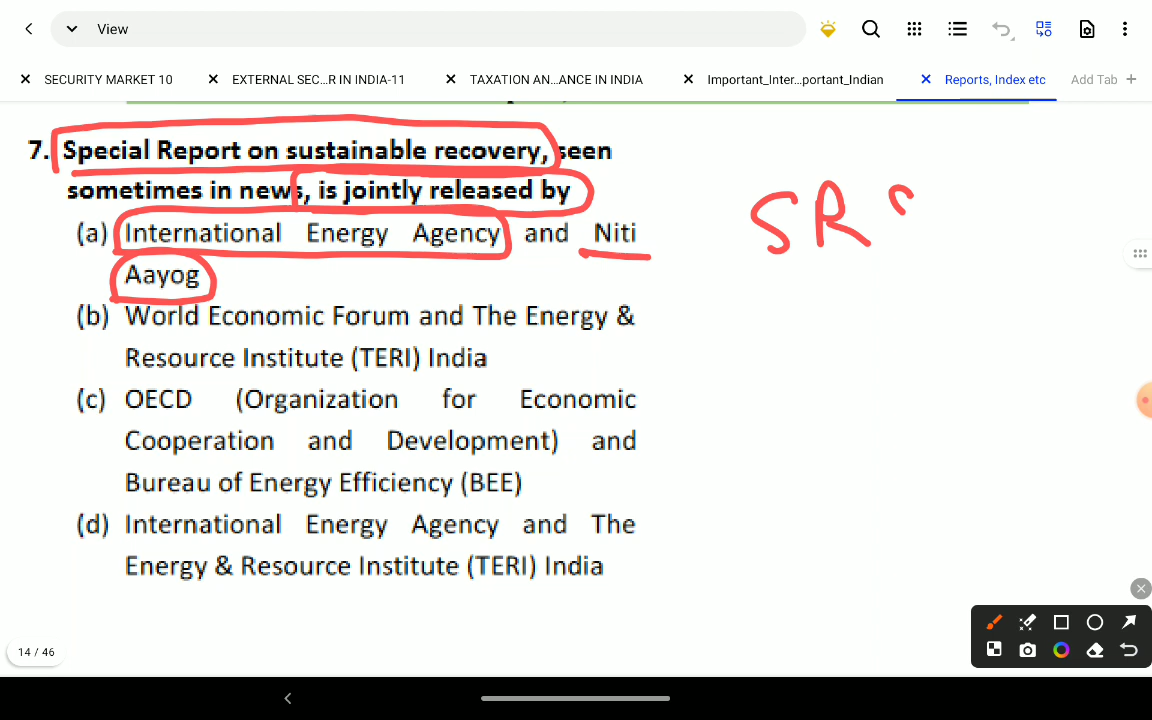 View
SECURITY MARKET 10
EXTERNAL SEC...R IN INDIA-11
TAXATION AN...ANCE IN INDIA
Important_Inter...portant_Indian
Reports, Index etc
Add Tab +
7. Special Report on sustainable recovery, seen
sometimes in news, is jointly released by
(a) International Energy Agency and Niti
Aayog
(b) World Economic Forum and The Energy &
Resource Institute (TERI) India
(c) OECD (Organization for Economic
Cooperation and Development) and
Bureau of Energy Efficiency (BEE)
(d) International Energy Agency and The
Energy & Resource Institute (TERI) India
SR
14 / 46